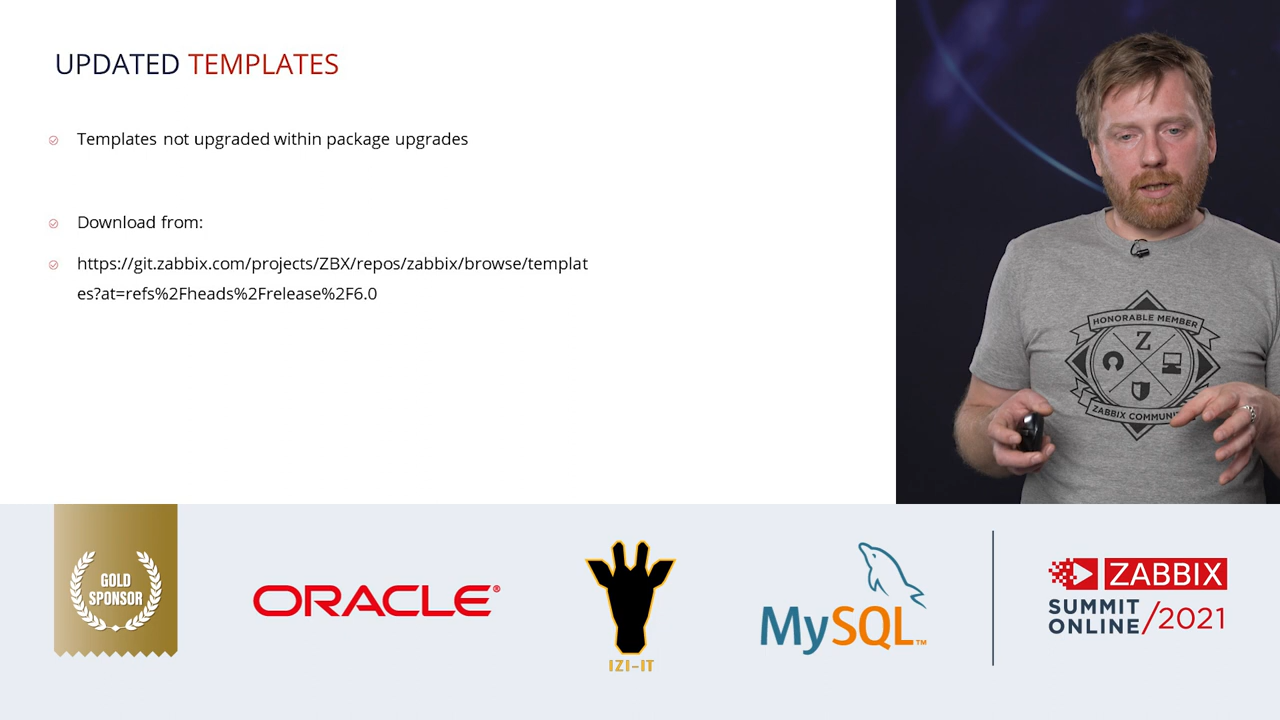 UPDATED TEMPLATES
Templates not upgraded within package upgrades
Download from:
https://git.zabbix.com/projects/ZBX/repos/zabbix/browse/templat
es?at=refs%2Fheads%2Frelease%2F6.0
HONORABLE MEMBER
Z
ZABBIX
GOLD
SPONSOR
ORACLE®
IZI-IT
MySQL™
ZABBIX
SUMMIT
ONLINE/2021